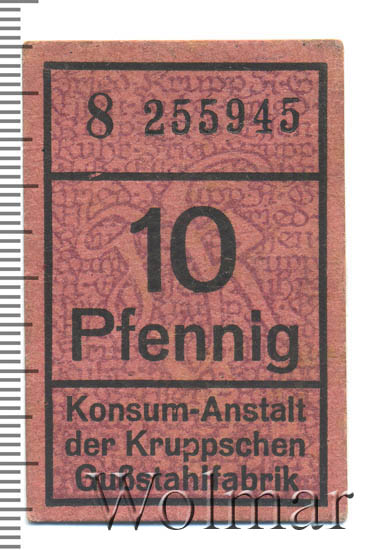 8 255945
10
Pfennig
Konsum-Anstalt
der Kruppschen
Gußstahlfabrik
Wolmar